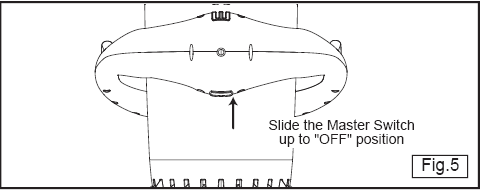 Slide the Master Switch
up to "OFF" position
Fig.5